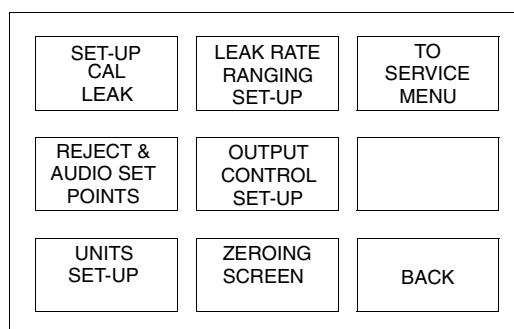 SET-UP
CAL
LEAK
LEAK RATE
RANGING
SET-UP
TO
SERVICE
MENU
REJECT &
AUDIO SET
POINTS
OUTPUT
CONTROL
SET-UP
UNITS
SET-UP
ZEROING
SCREEN
BACK